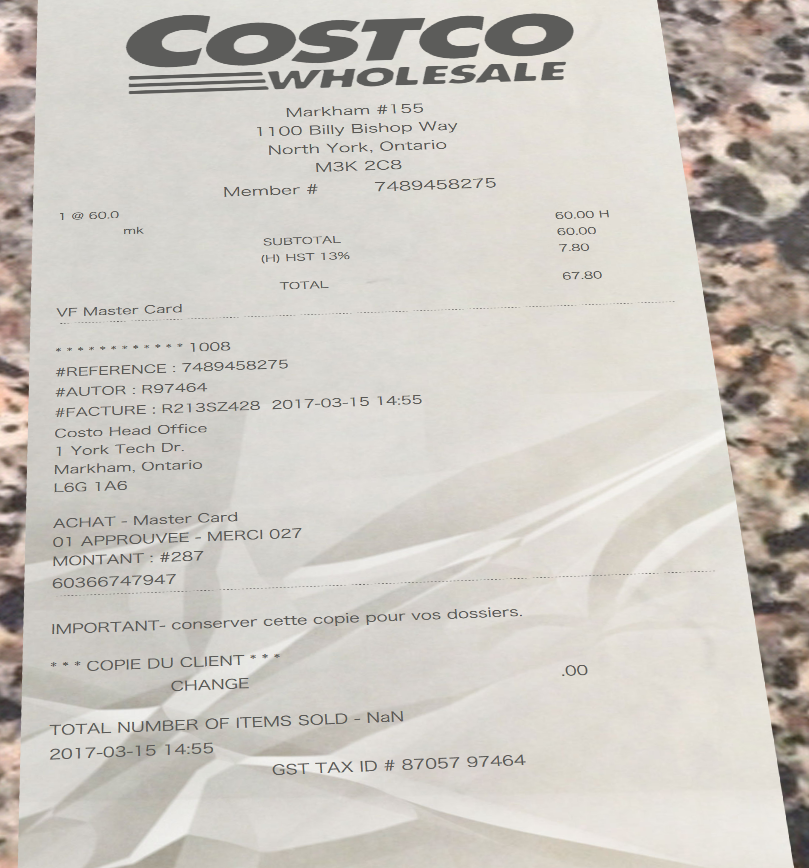 COSTCO
WHOLESALE
Markham #155
1100 Billy Bishop Way
North York, Ontario
M3K 2C8
Member # 7489458275
1 @ 60.0 60.00 H
mk
SUBTOTAL 60.00
(H) HST 13% 7.80
TOTAL 67.80
VF Master Card
* * * * * * * * * * * * 1008
#REFERENCE : 7489458275
#AUTOR : R97464
#FACTURE : R213SZ428 2017-03-15 14:55
Costo Head Office
1 York Tech Dr.
Markham, Ontario
L6G 1A6
ACHAT - Master Card
01 APPROUVEE - MERCI 027
MONTANT : #287
60366747947
IMPORTANT- conserver cette copie pour vos dossiers.
* * * COPIE DU CLIENT * * *
CHANGE .00
TOTAL NUMBER OF ITEMS SOLD - NaN
2017-03-15 14:55
GST TAX ID # 87057 97464